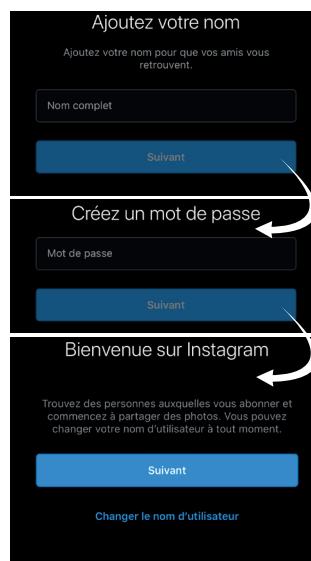 Ajoutez votre nom
Ajoutez votre nom pour que vos amis vous
retrouvent.
Nom complet
Suivant
Créez un mot de passe
Mot de passe
Suivant
Bienvenue sur Instagram
Trouvez des personnes auxquelles vous abonner et
commencez à partager des photos. Vous pouvez
changer votre nom d'utilisateur à tout moment.
Suivant
Changer le nom d'utilisateur